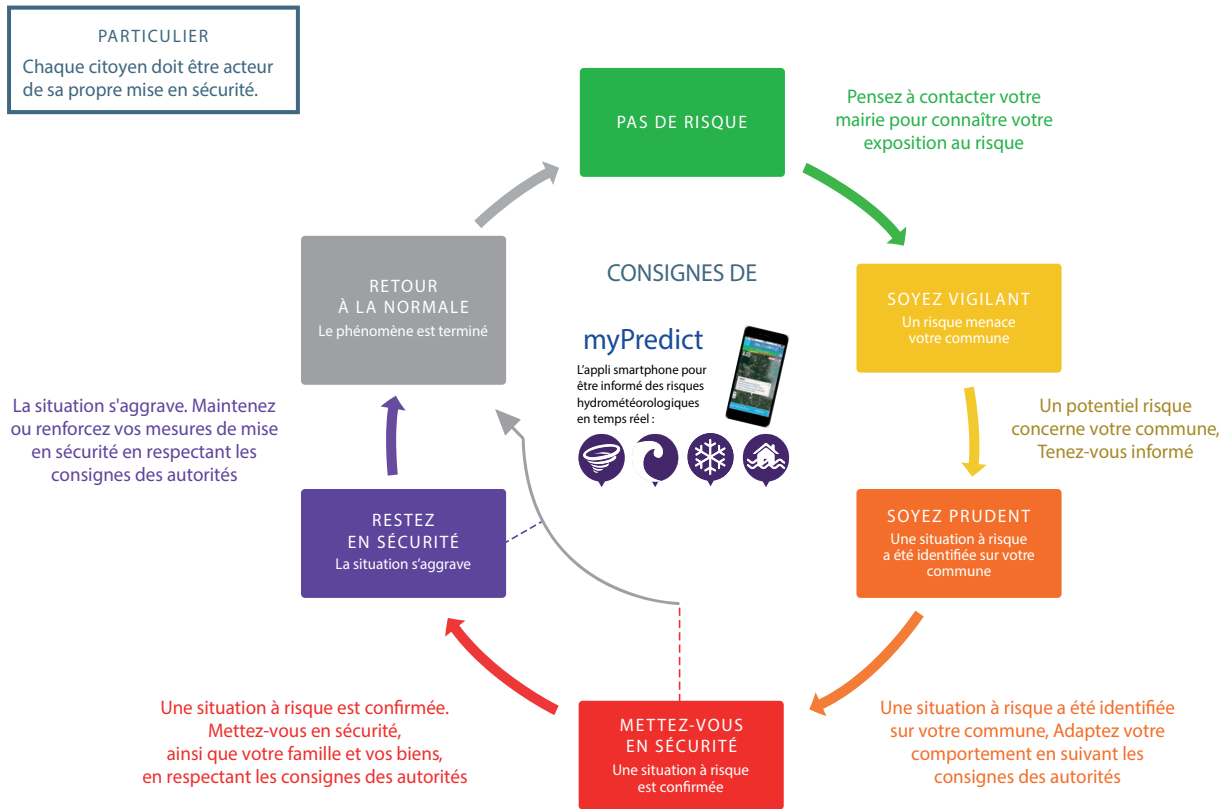 PARTICULIER
Chaque citoyen doit être acteur
de sa propre mise en sécurité.
PAS DE RISQUE
Pensez à contacter votre
mairie pour connaître votre
exposition au risque
SOYEZ VIGILANT
Un risque menace
votre commune
Un potentiel risque
concerne votre commune,
Tenez-vous informé
SOYEZ PRUDENT
Une situation à risque
a été identifiée sur votre
commune
Une situation à risque a été identifiée
sur votre commune, Adaptez votre
comportement en suivant les
consignes des autorités
METTEZ-VOUS
EN SÉCURITÉ
Une situation à risque
est confirmée
Une situation à risque est confirmée.
Mettez-vous en sécurité,
ainsi que votre famille et vos biens,
en respectant les consignes des autorités
RESTEZ
EN SÉCURITÉ
La situation s’aggrave
La situation s'aggrave. Maintenez
ou renforcez vos mesures de mise
en sécurité en respectant les
consignes des autorités
RETOUR
À LA NORMALE
Le phénomène est terminé
CONSIGNES DE
myPredict
L’appli smartphone pour
être informé des risques
hydrométéorologiques
en temps réel :